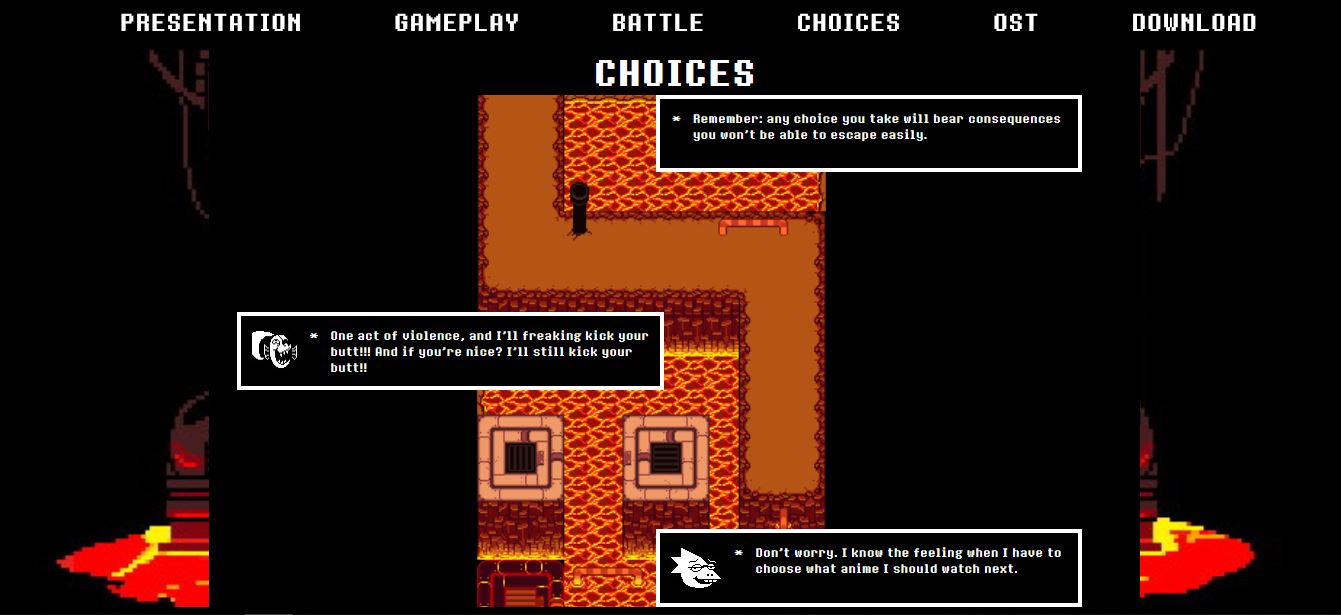 PRESENTATION GAMEPLAY BATTLE CHOICES OST DOWNLOAD
CHOICES
* Remember: any choice you take will bear consequences
you won't be able to escape easily.
* One act of violence, and I'll freaking kick your
butt!!! And if you're nice? I'll still kick your
butt!!
* Don't worry. I know the feeling when I have to
choose what anime I should watch next.